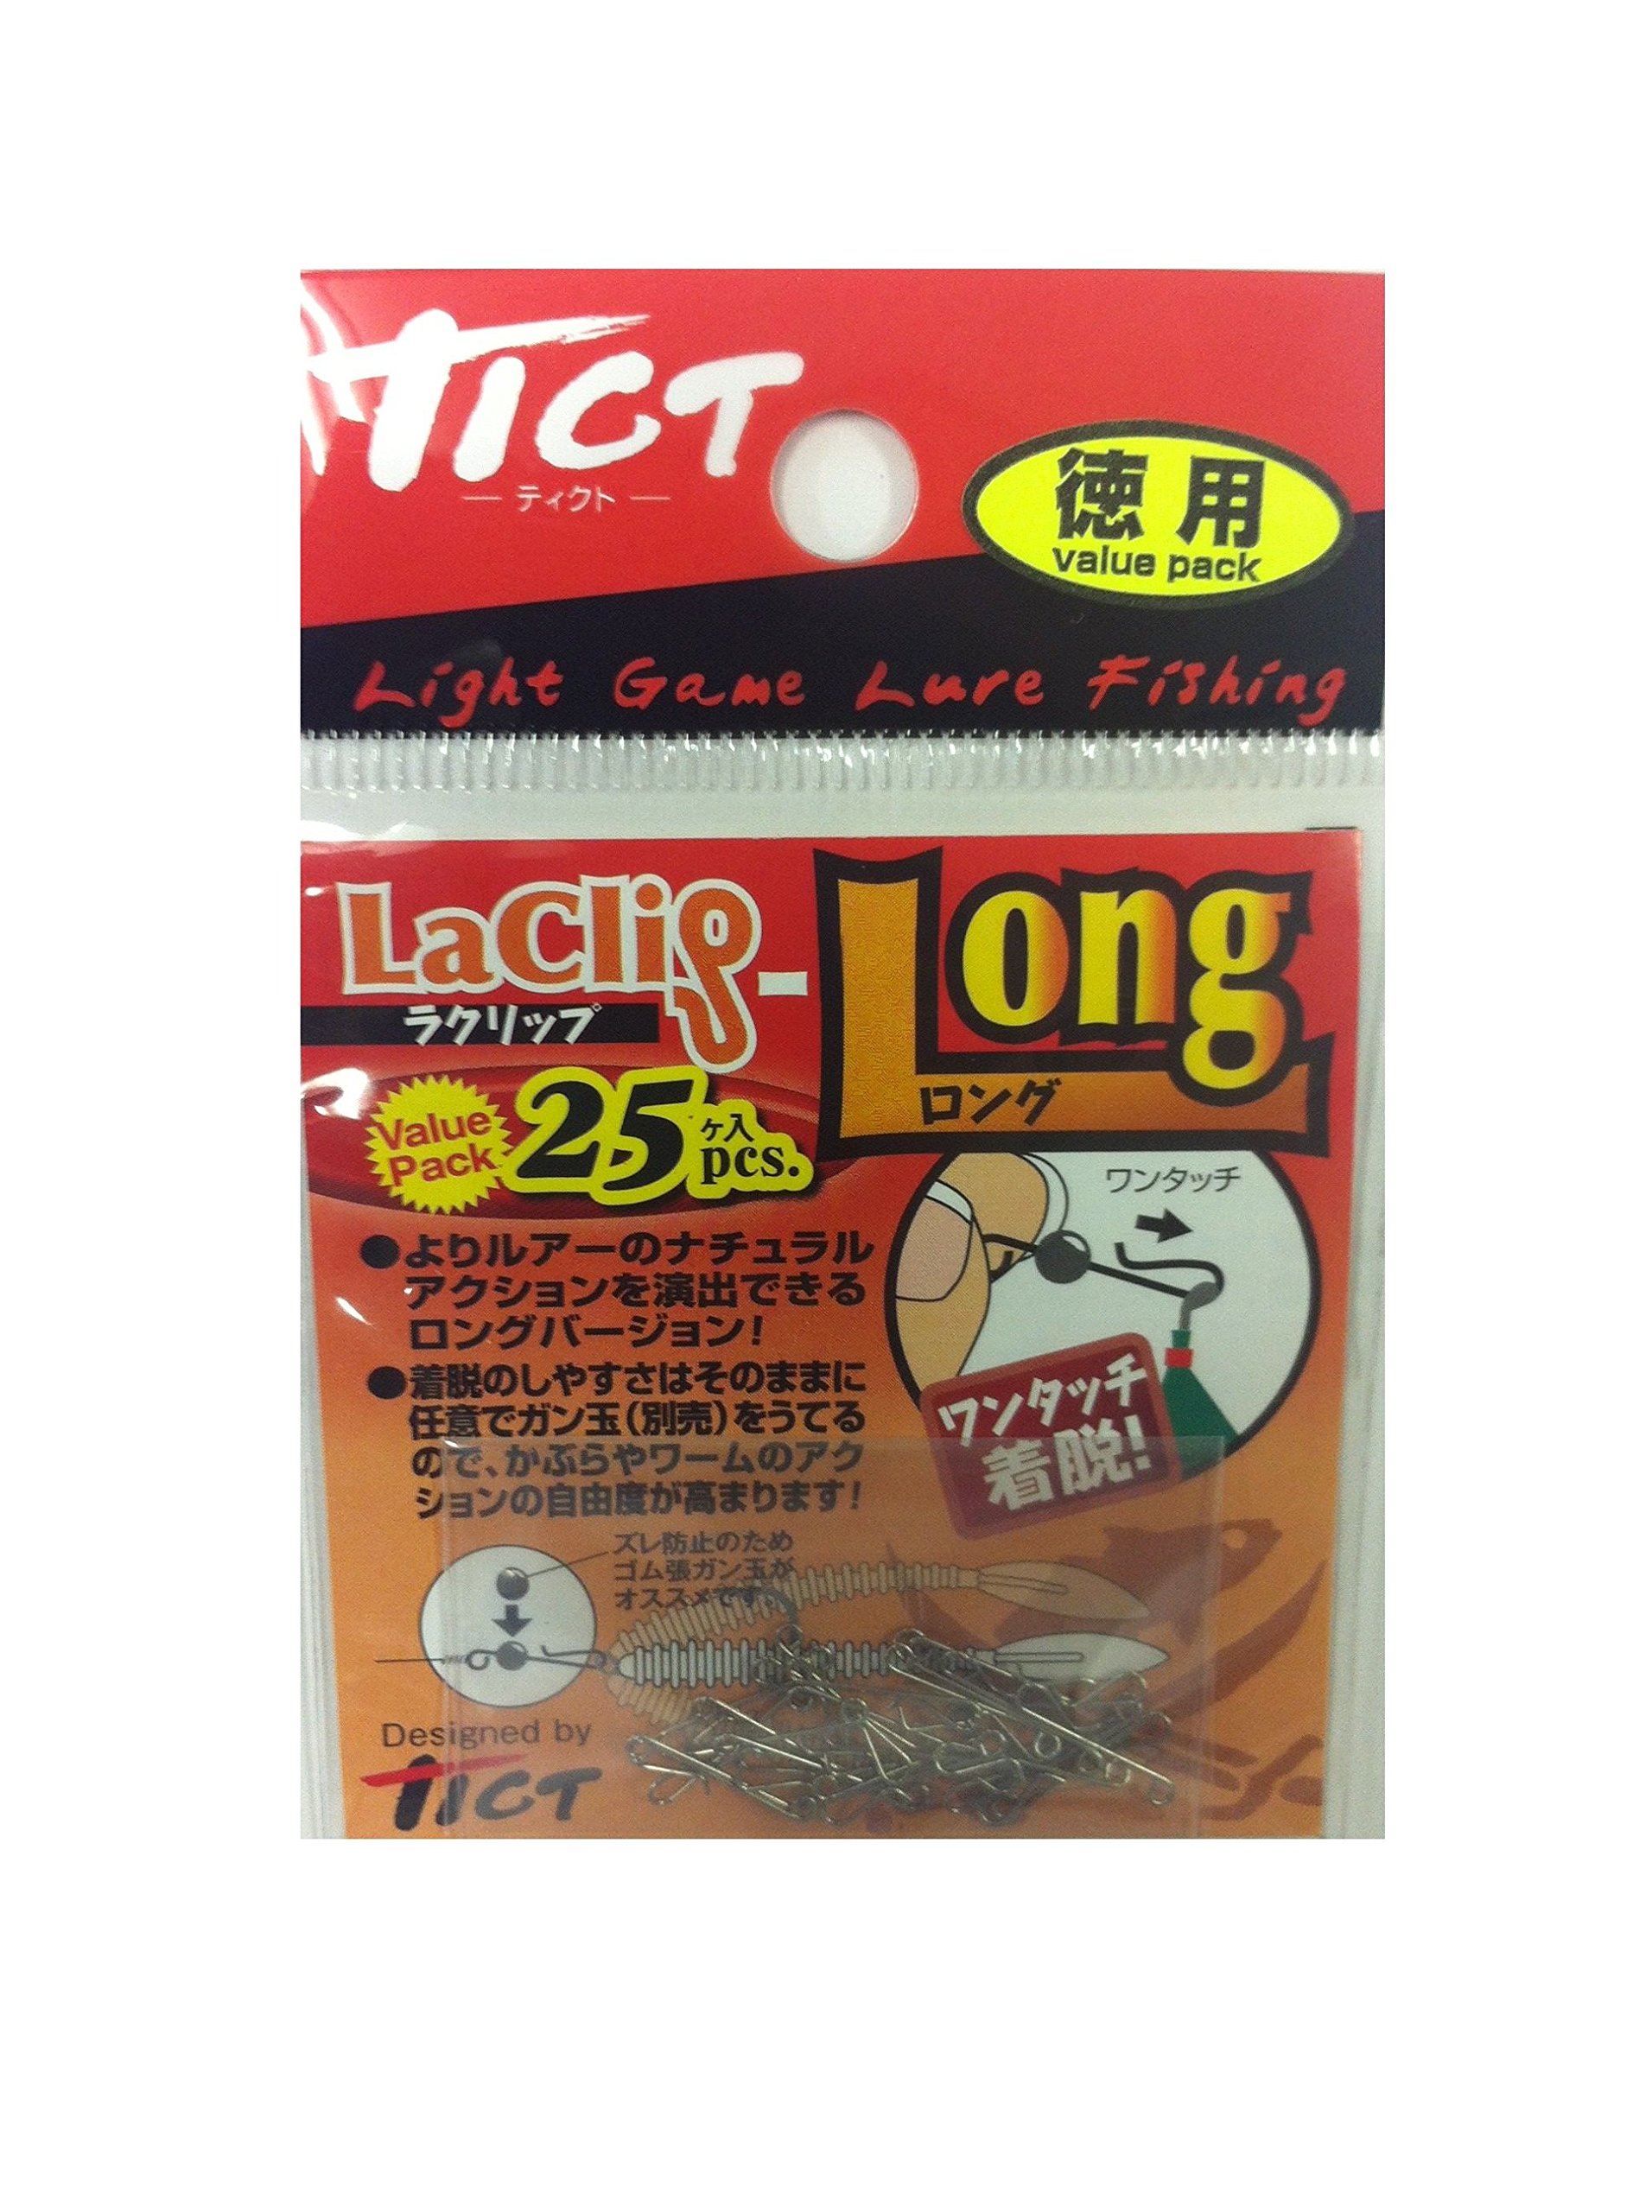 TICT
ティクト
徳用
value pack
Light Game Lure Fishing
LaClip-Long
ラクリップ
ロング
Value
Pack
25ヶ入
pcs.
ワンタッチ
●よりルアーのナチュラル
アクションを演出できる
ロングバージョン!
●着脱のしやすさはそのままに
任意でガン玉(別売)をうてる
ので、かぶらやワームのアク
ションの自由度が高まります!
ワンタッチ
着脱!
ズレ防止のため
ゴム張ガン玉が
オススメです。
Designed by
TICT